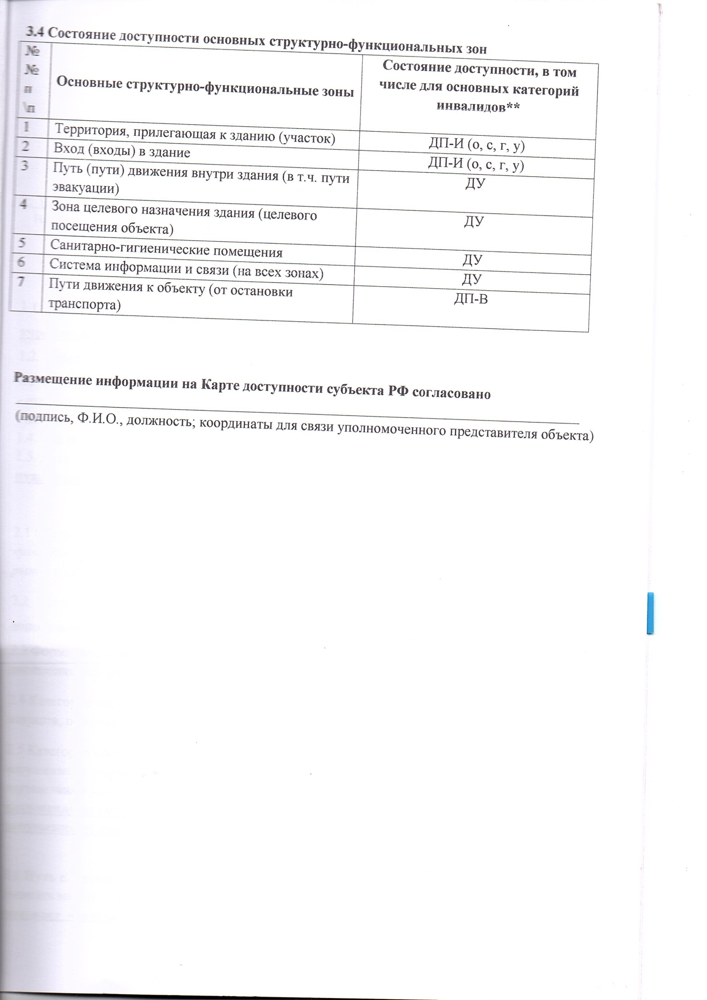 3.4 Состояние доступности основных структурно-функциональных зон
№
№
п
\п
Основные структурно-функциональные зоны
Состояние доступности, в том
числе для основных категорий
инвалидов**
1 Территория, прилегающая к зданию (участок) ДП-И (о, с, г, у)
2 Вход (входы) в здание ДП-И (о, с, г, у)
3 Путь (пути) движения внутри здания (в т.ч. пути ДУ
эвакуации)
4 Зона целевого назначения здания (целевого ДУ
посещения объекта)
5 Санитарно-гигиенические помещения ДУ
6 Система информации и связи (на всех зонах) ДУ
7 Пути движения к объекту (от остановки ДП-В
транспорта)
Размещение информации на Карте доступности субъекта РФ согласовано
(подпись, Ф.И.О., должность; координаты для связи уполномоченного представителя объекта)